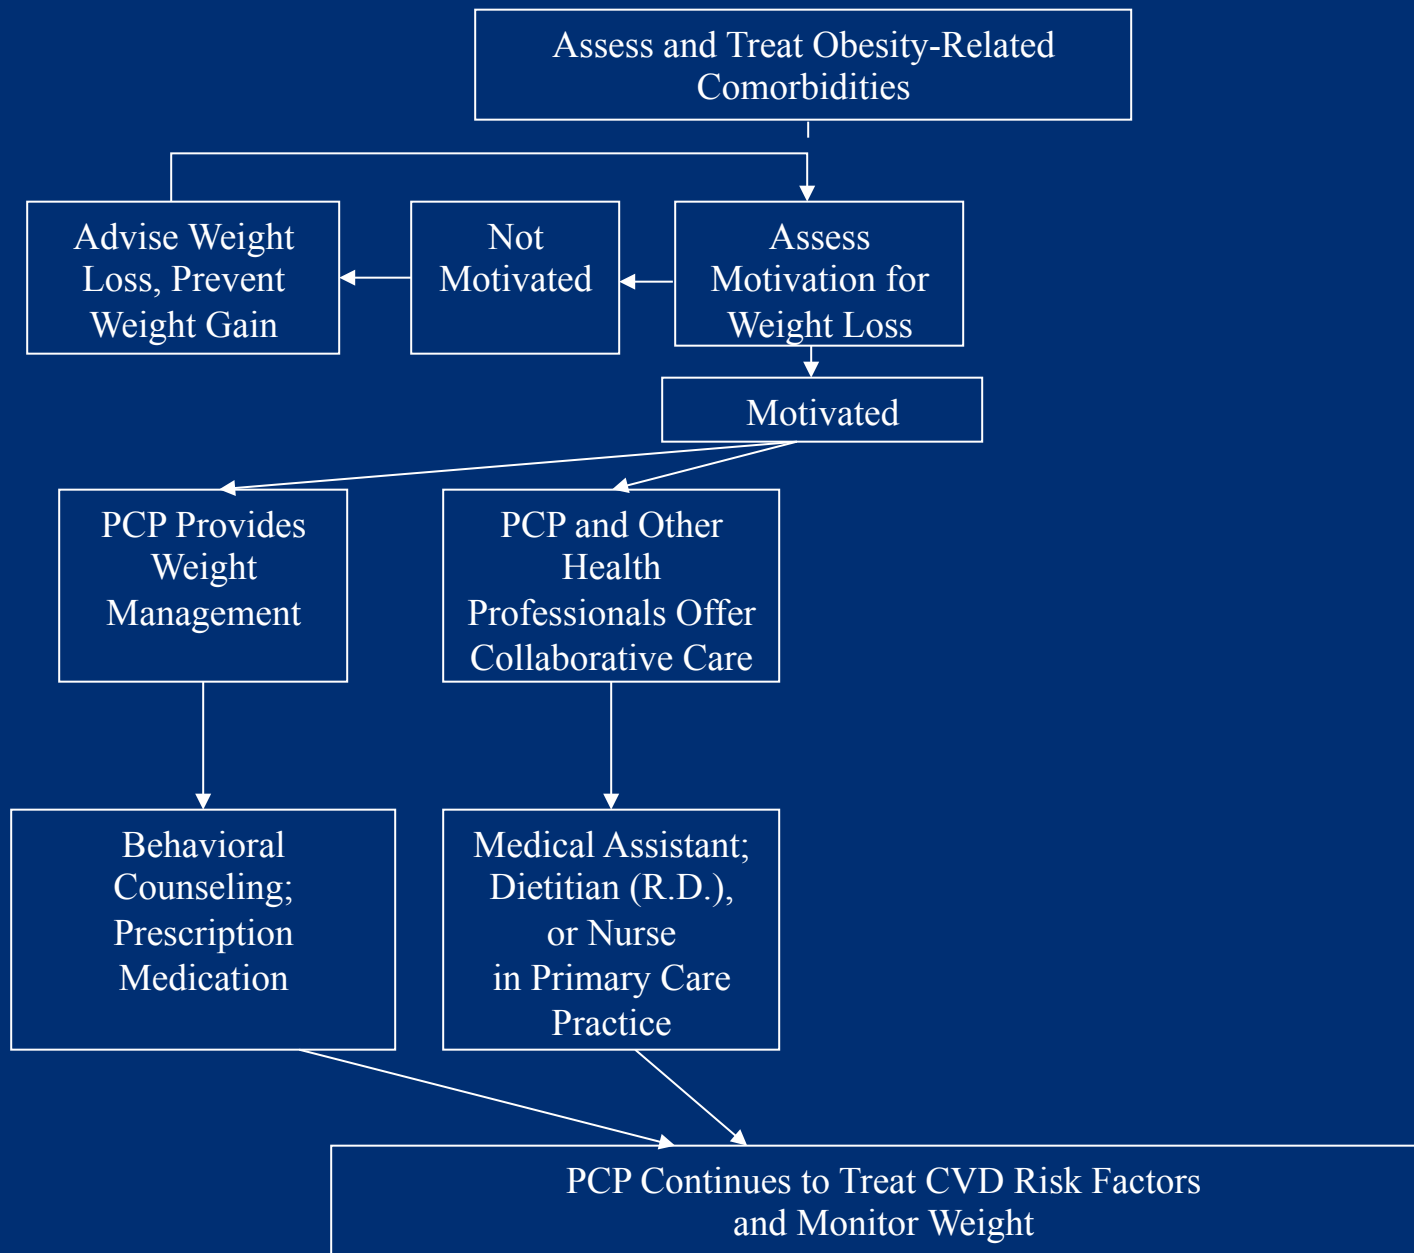 Assess and Treat Obesity-Related
Comorbidities
Advise Weight
Loss, Prevent
Weight Gain
Not
Motivated
Assess
Motivation for
Weight Loss
Motivated
PCP Provides
Weight
Management
PCP and Other
Health
Professionals Offer
Collaborative Care
Behavioral
Counseling;
Prescription
Medication
Medical Assistant;
Dietitian (R.D.),
or Nurse
in Primary Care
Practice
PCP Continues to Treat CVD Risk Factors
and Monitor Weight